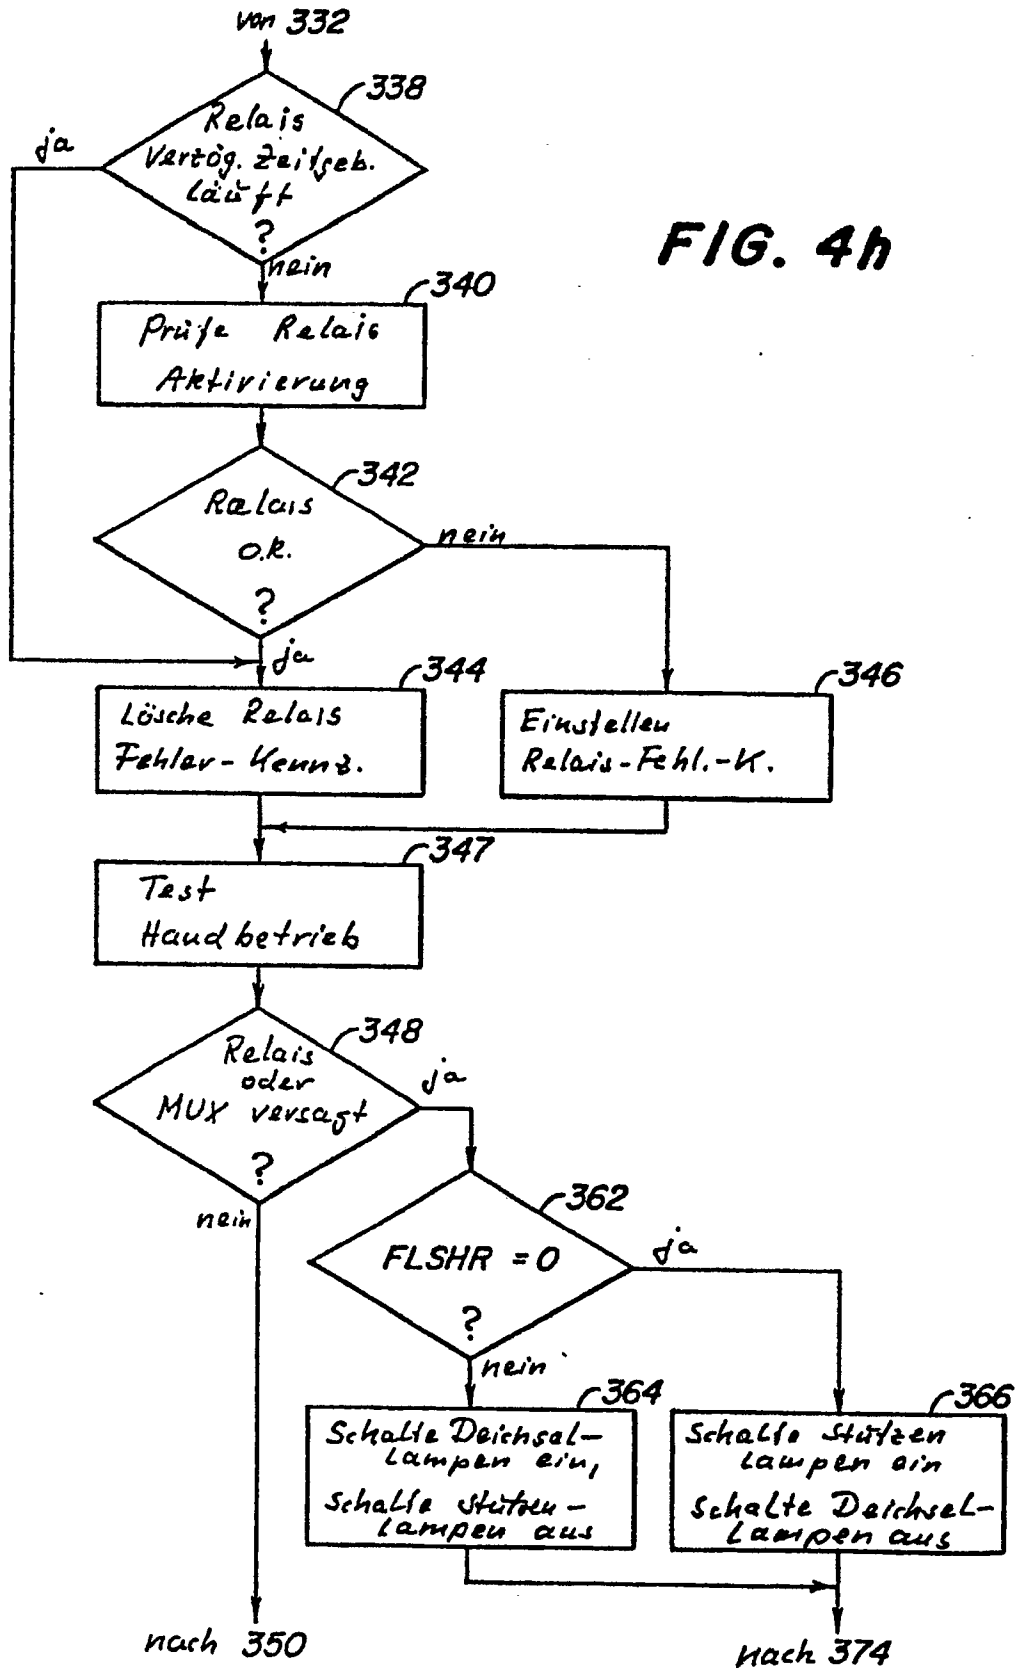 von 332
338
ja
Relais
Verzög. Zeitgeb.
läuft
?
FIG. 4h
nein
340
Prüfe Relais
Aktivierung
342
Relais
o.k.
?
nein
ja
344
Lösche Relais
Fehler-Kennz.
346
Einstellen
Relais-Fehl.-K.
347
Test
Handbetrieb
348
Relais
oder
MUX versagt
?
ja
nein
362
FLSHR = 0
?
ja
nein
364
Schalte Deichsel-
lampen ein,
Schalte Stützen-
lampen aus
366
Schalte Stützen
lampen ein
Schalte Deichsel-
lampen aus
nach 350
nach 374